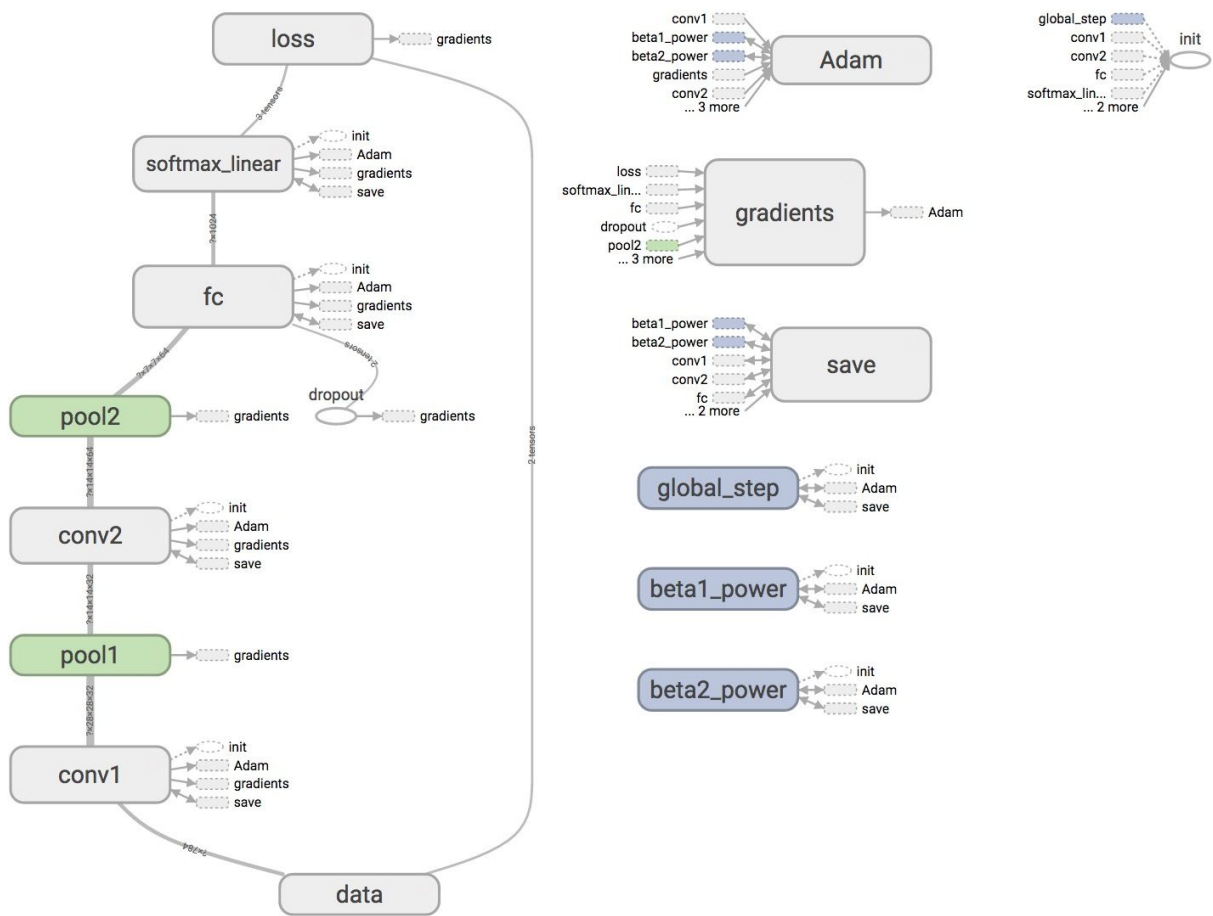 loss
gradients
3 tensors
softmax_linear
init
Adam
gradients
save
?×1024
fc
init
Adam
gradients
save
?×7×7×64
2 tensors
pool2
gradients
dropout
gradients
?×14×14×64
2 tensors
conv2
init
Adam
gradients
save
?×14×14×32
pool1
gradients
?×28×28×32
conv1
init
Adam
gradients
save
?×784
data
conv1
beta1_power
beta2_power
gradients
conv2
... 3 more
Adam
global_step
conv1
conv2
fc
softmax_lin...
... 2 more
init
loss
softmax_lin...
fc
dropout
pool2
... 3 more
gradients
Adam
beta1_power
beta2_power
conv1
conv2
fc
... 2 more
save
global_step
init
Adam
save
beta1_power
init
Adam
save
beta2_power
init
Adam
save